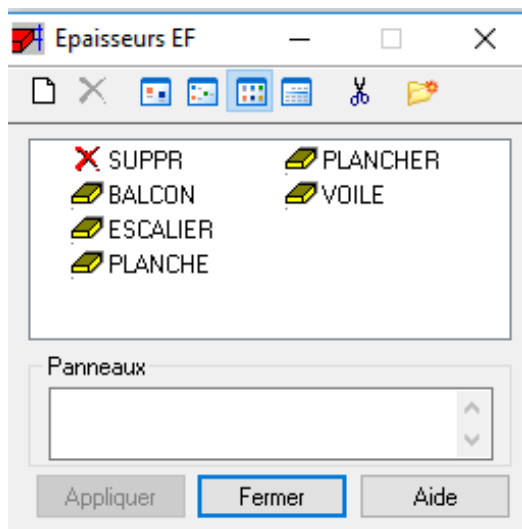 Epaisseurs EF
SUPPR PLANCHER
BALCON VOILE
ESCALIER
PLANCHE
Panneaux
Appliquer Fermer Aide